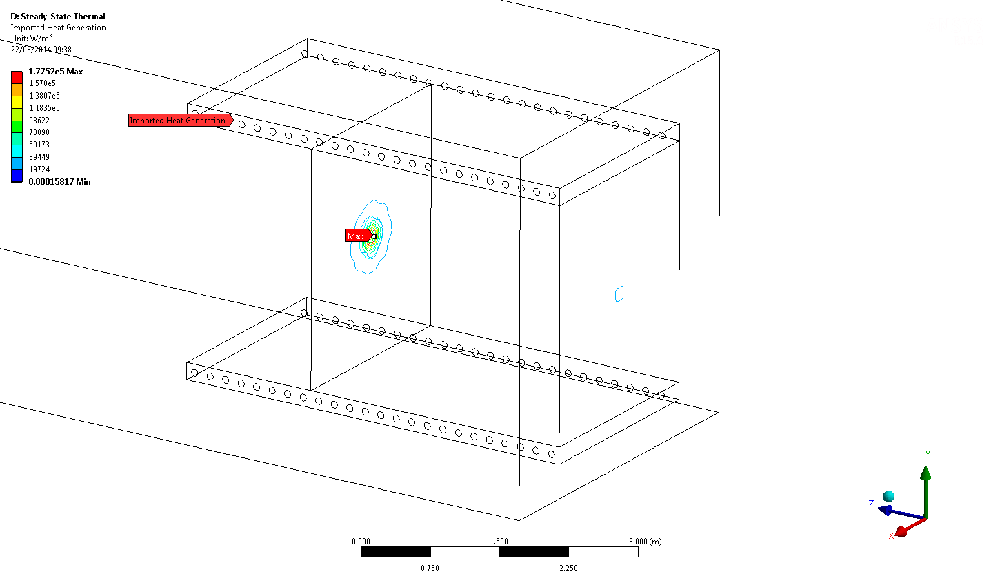 D: Steady-State Thermal
Imported Heat Generation
Unit: W/m³
22/08/2014 09:38
1.7752e5 Max
1.578e5
1.3807e5
1.1835e5
98622
78898
59173
39449
19724
0.00015817 Min
Imported Heat Generation
Max
Y
Z
X
0.000 1.500 3.000 (m)
0.750 2.250